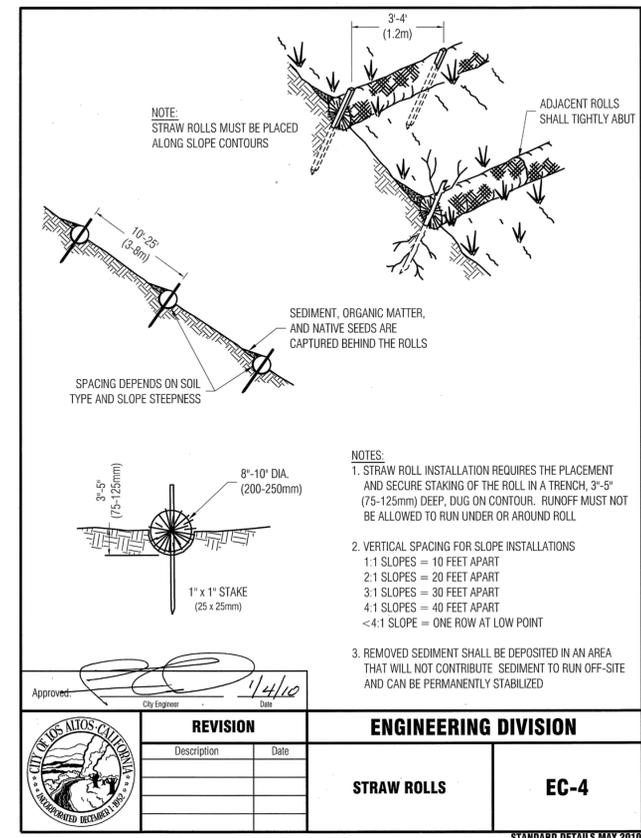 3'-4'
(1.2m)
NOTE:
STRAW ROLLS MUST BE PLACED
ALONG SLOPE CONTOURS
ADJACENT ROLLS
SHALL TIGHTLY ABUT
10'-25'
(3-8m)
SEDIMENT, ORGANIC MATTER,
AND NATIVE SEEDS ARE
CAPTURED BEHIND THE ROLLS
SPACING DEPENDS ON SOIL
TYPE AND SLOPE STEEPNESS
3"-5"
(75-125mm)
8"-10" DIA.
(200-250mm)
1" x 1" STAKE
(25 x 25mm)
NOTES:
1. STRAW ROLL INSTALLATION REQUIRES THE PLACEMENT
AND SECURE STAKING OF THE ROLL IN A TRENCH, 3"-5"
(75-125mm) DEEP, DUG ON CONTOUR. RUNOFF MUST NOT
BE ALLOWED TO RUN UNDER OR AROUND ROLL
2. VERTICAL SPACING FOR SLOPE INSTALLATIONS
1:1 SLOPES = 10 FEET APART
2:1 SLOPES = 20 FEET APART
3:1 SLOPES = 30 FEET APART
4:1 SLOPES = 40 FEET APART
<4:1 SLOPE = ONE ROW AT LOW POINT
3. REMOVED SEDIMENT SHALL BE DEPOSITED IN AN AREA
THAT WILL NOT CONTRIBUTE SEDIMENT TO RUN OFF-SITE
AND CAN BE PERMANENTLY STABILIZED
Approved:
1/4/10
City Engineer
Date
CITY OF LOS ALTOS · CALIFORNIA
INCORPORATED DECEMBER 1, 1952
REVISION
Description
Date
ENGINEERING DIVISION
STRAW ROLLS
EC-4
STANDARD DETAILS MAY 2010